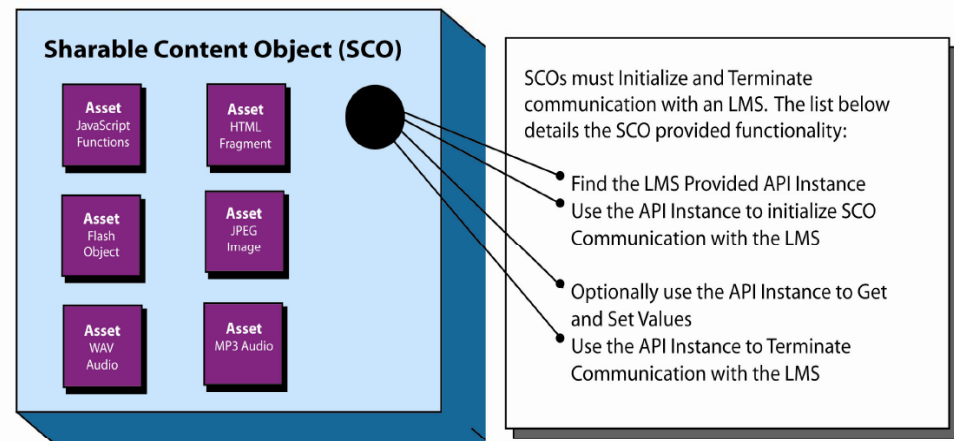 Sharable Content Object (SCO)
Asset
JavaScript
Functions
Asset
HTML
Fragment
Asset
Flash
Object
Asset
JPEG
Image
Asset
WAV
Audio
Asset
MP3 Audio
SCOs must Initialize and Terminate
communication with an LMS. The list below
details the SCO provided functionality:
• Find the LMS Provided API Instance
• Use the API Instance to initialize SCO
Communication with the LMS
• Optionally use the API Instance to Get
and Set Values
• Use the API Instance to Terminate
Communication with the LMS